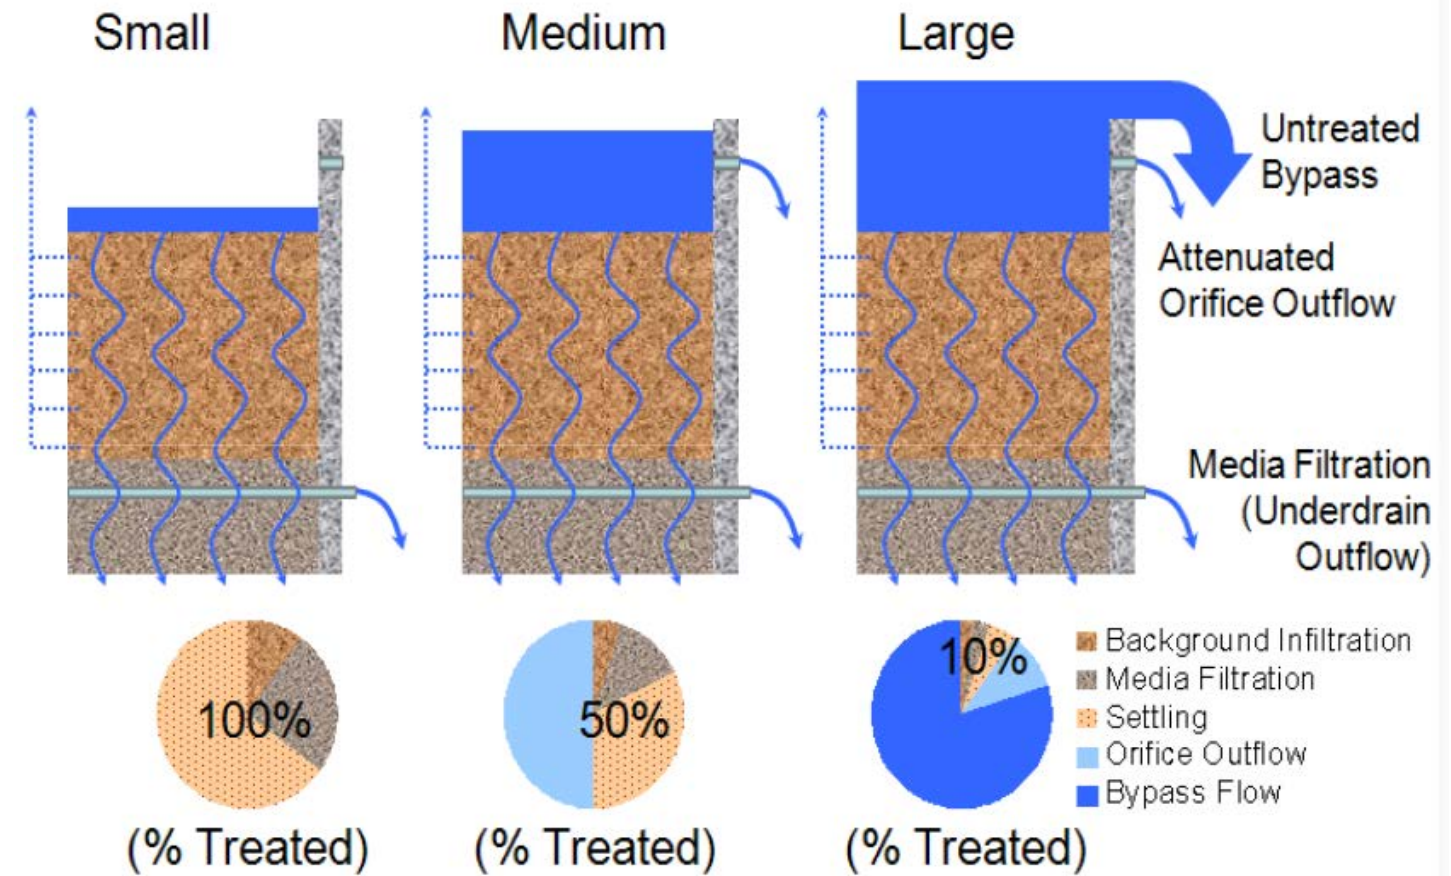 Small
Medium
Large
Untreated
Bypass
Attenuated
Orifice Outflow
Media Filtration
(Underdrain
Outflow)
100%
50%
10%
Background Infiltration
Media Filtration
Settling
Orifice Outflow
Bypass Flow
(% Treated)
(% Treated)
(% Treated)